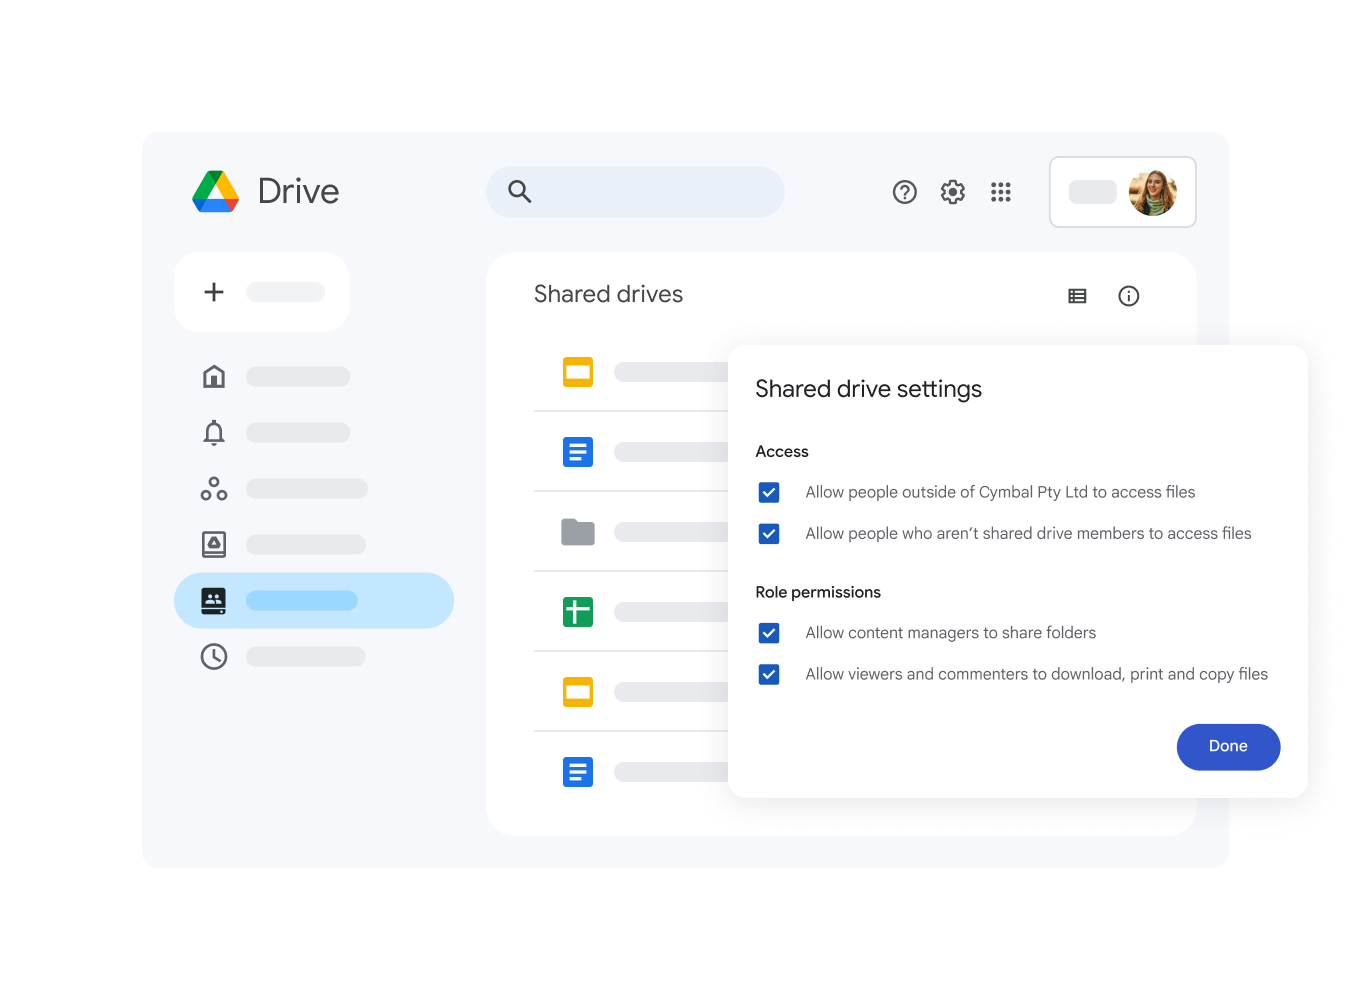 Drive
Shared drives
Shared drive settings
Access
Allow people outside of Cymbal Pty Ltd to access files
Allow people who aren’t shared drive members to access files
Role permissions
Allow content managers to share folders
Allow viewers and commenters to download, print and copy files
Done